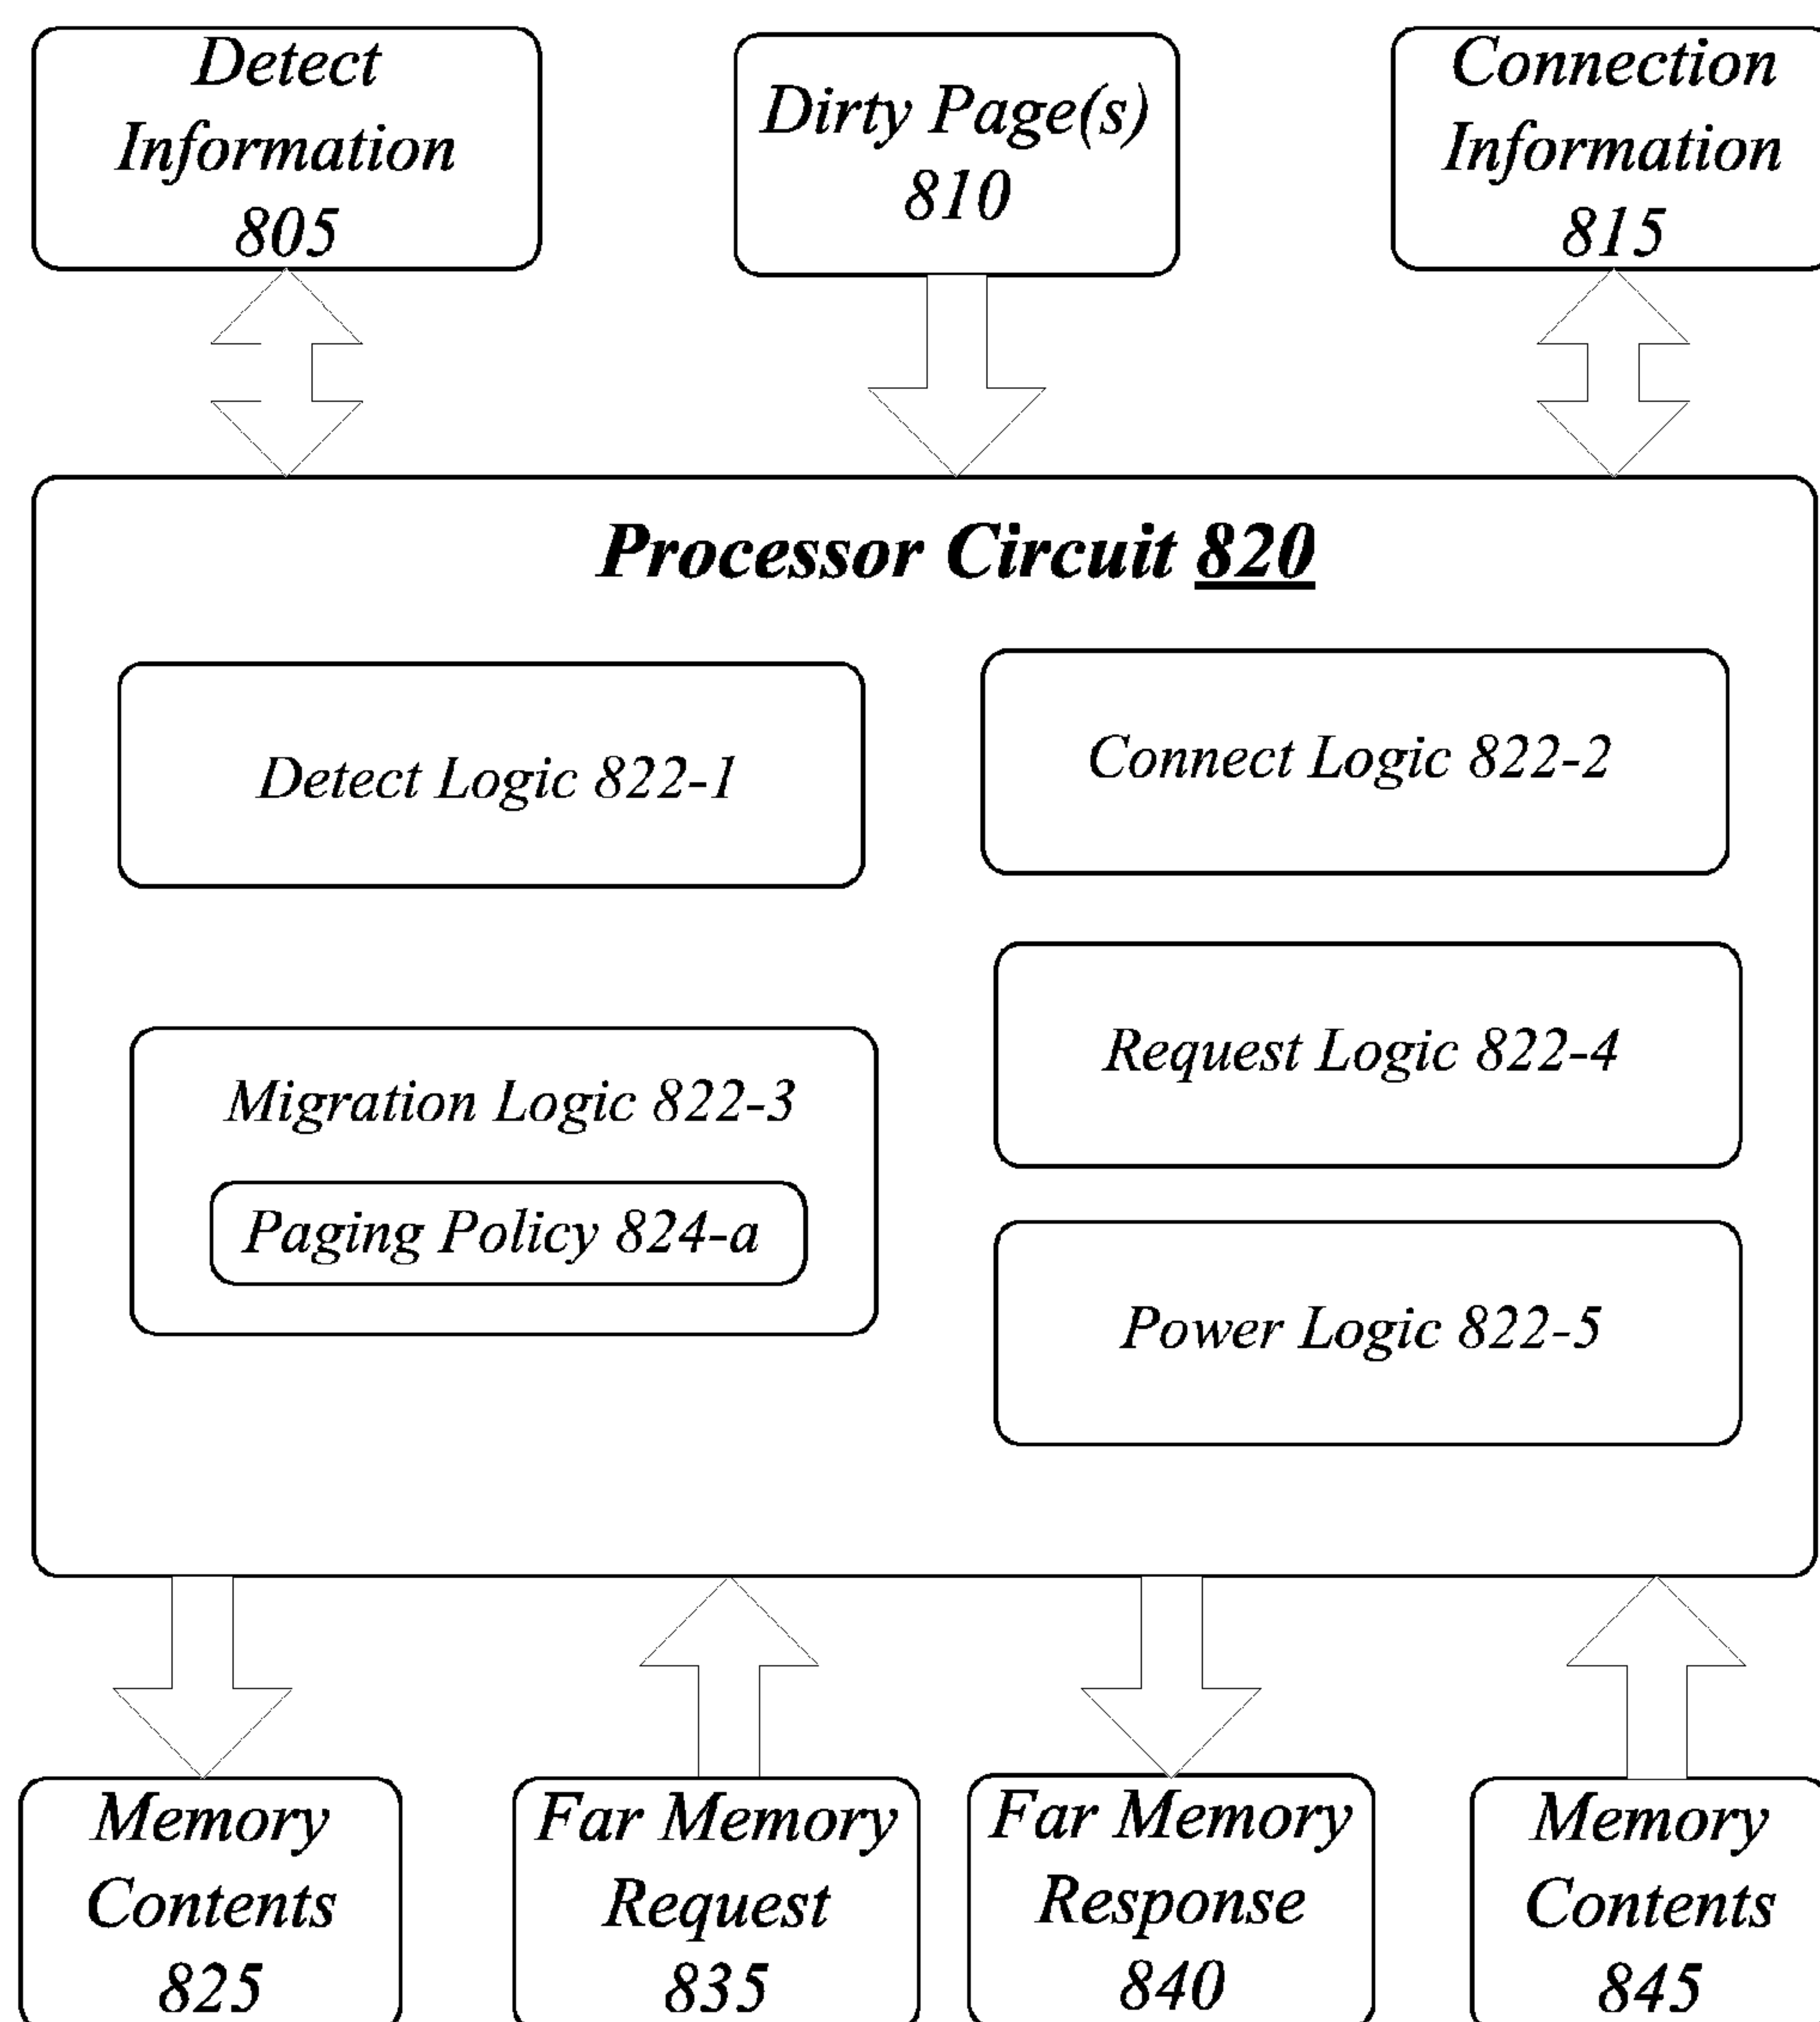 Detect
Information
805
Dirty Page(s)
810
Connection
Information
815
Processor Circuit 820
Detect Logic 822-1
Connect Logic 822-2
Migration Logic 822-3
Paging Policy 824-a
Request Logic 822-4
Power Logic 822-5
Memory
Contents
825
Far Memory
Request
835
Far Memory
Response
840
Memory
Contents
845